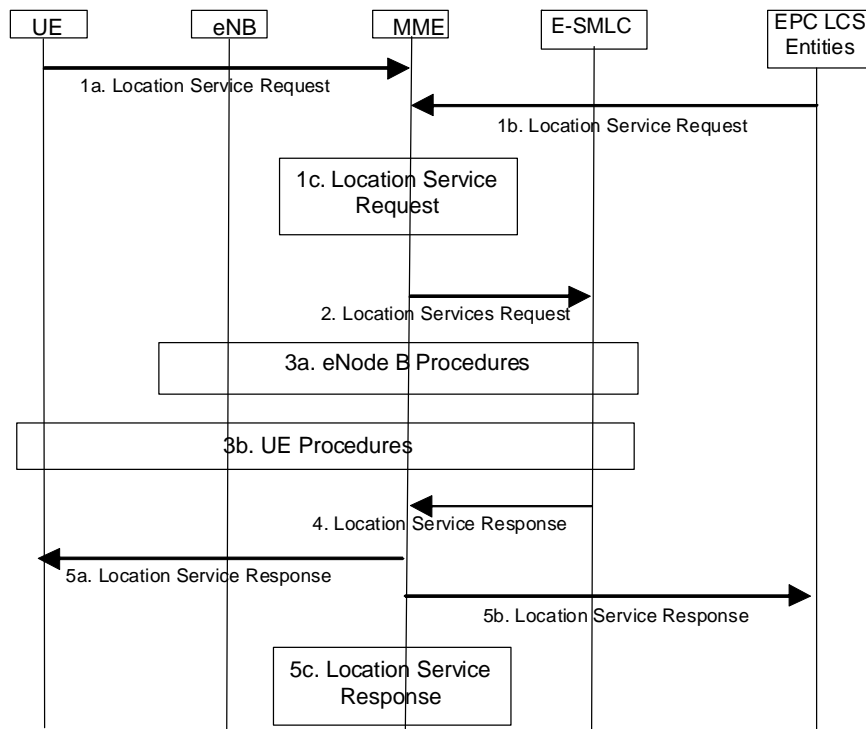 UE
eNB
MME
E-SMLC
EPC LCS
Entities
1a. Location Service Request
1b. Location Service Request
1c. Location Service
Request
2. Location Services Request
3a. eNode B Procedures
3b. UE Procedures
4. Location Service Response
5a. Location Service Response
5b. Location Service Response
5c. Location Service
Response